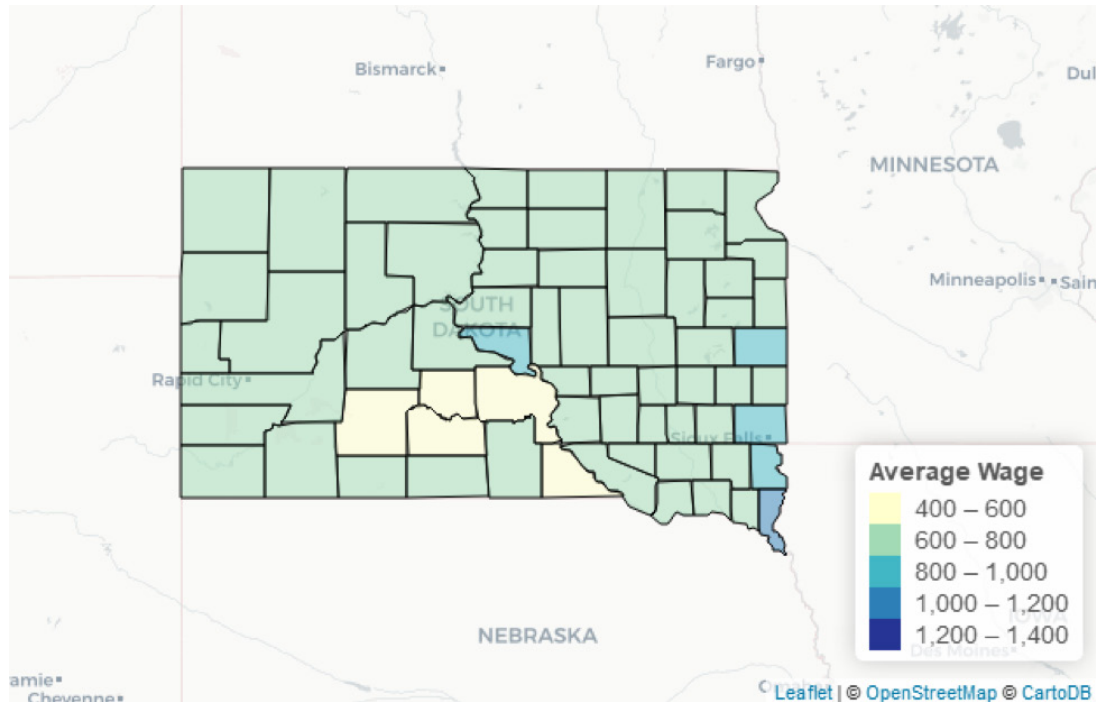 Bismarck
Fargo
Dul
MINNESOTA
Minneapolis
Sain
SOUTH
DAKOTA
Rapid City
Sioux Falls
Average Wage
400 – 600
600 – 800
800 – 1,000
1,000 – 1,200
1,200 – 1,400
IOWA
NEBRASKA
Des Moines
amie
Cheyenne
Omaha
Leaflet | © OpenStreetMap © CartoDB